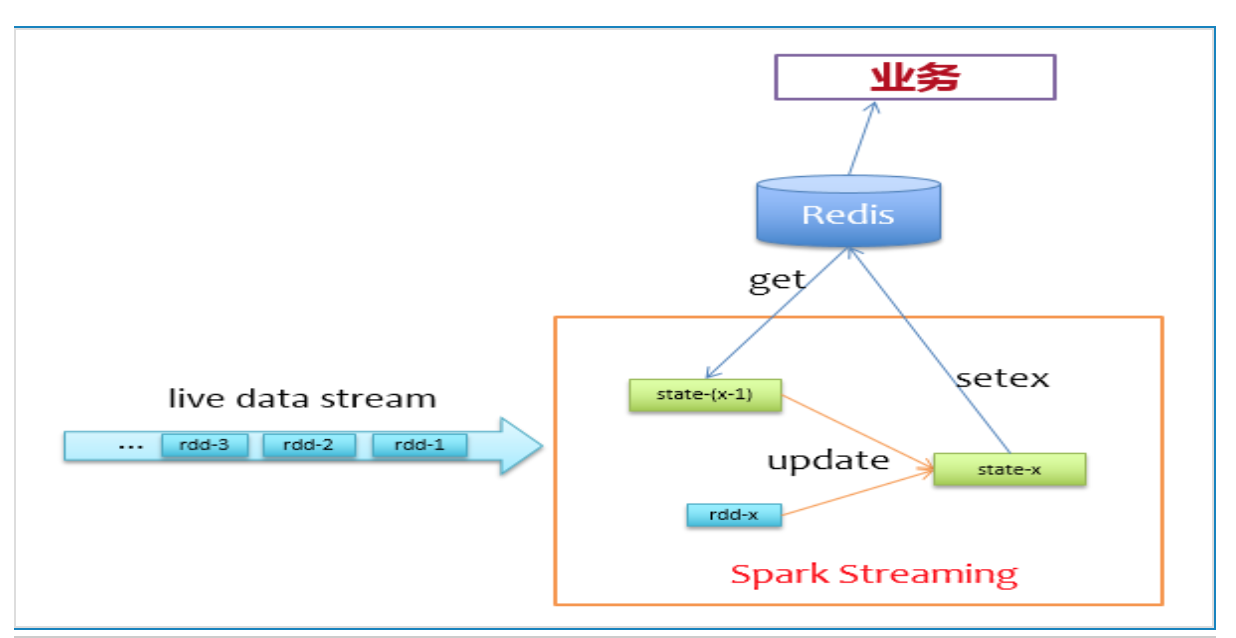 业务
Redis
get
setex
state-(x-1)
live data stream
... rdd-3 rdd-2 rdd-1
update
state-x
rdd-x
Spark Streaming